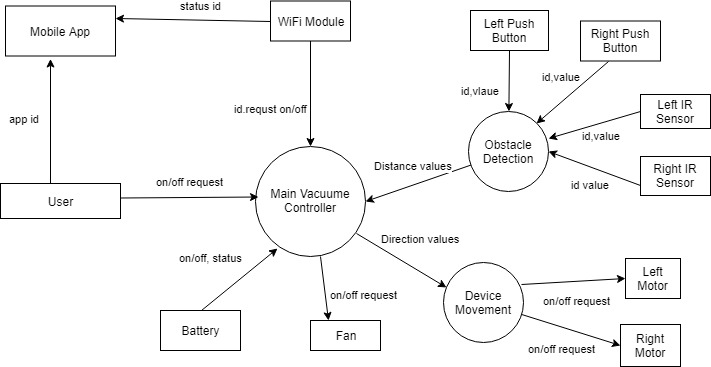 status id
Mobile App
WiFi Module
Left Push
Button
Right Push
Button
id,vlaue
id,value
app id
id.requst on/off
Left IR
Sensor
id,value
Obstacle
Detection
Right IR
Sensor
id value
Distance values
User
on/off request
Main Vacuume
Controller
Direction values
on/off, status
on/off request
Battery
Fan
Device
Movement
Left
Motor
on/off request
Right
Motor
on/off request